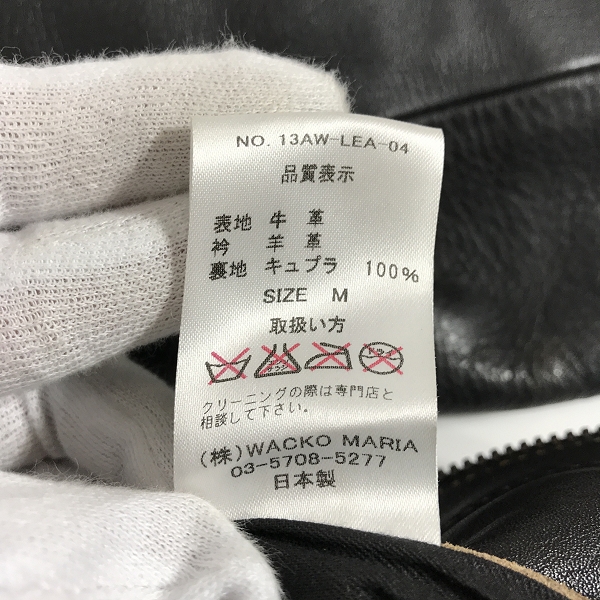 NO. 13AW-LEA-04
品質表示
表地 牛 革
衿 羊 革
裏地 キュプラ 100%
SIZE M
取扱い方
クリーニングの際は専門店と
相談して下さい。
(株)WACKO MARIA
03-5708-5277
日本製